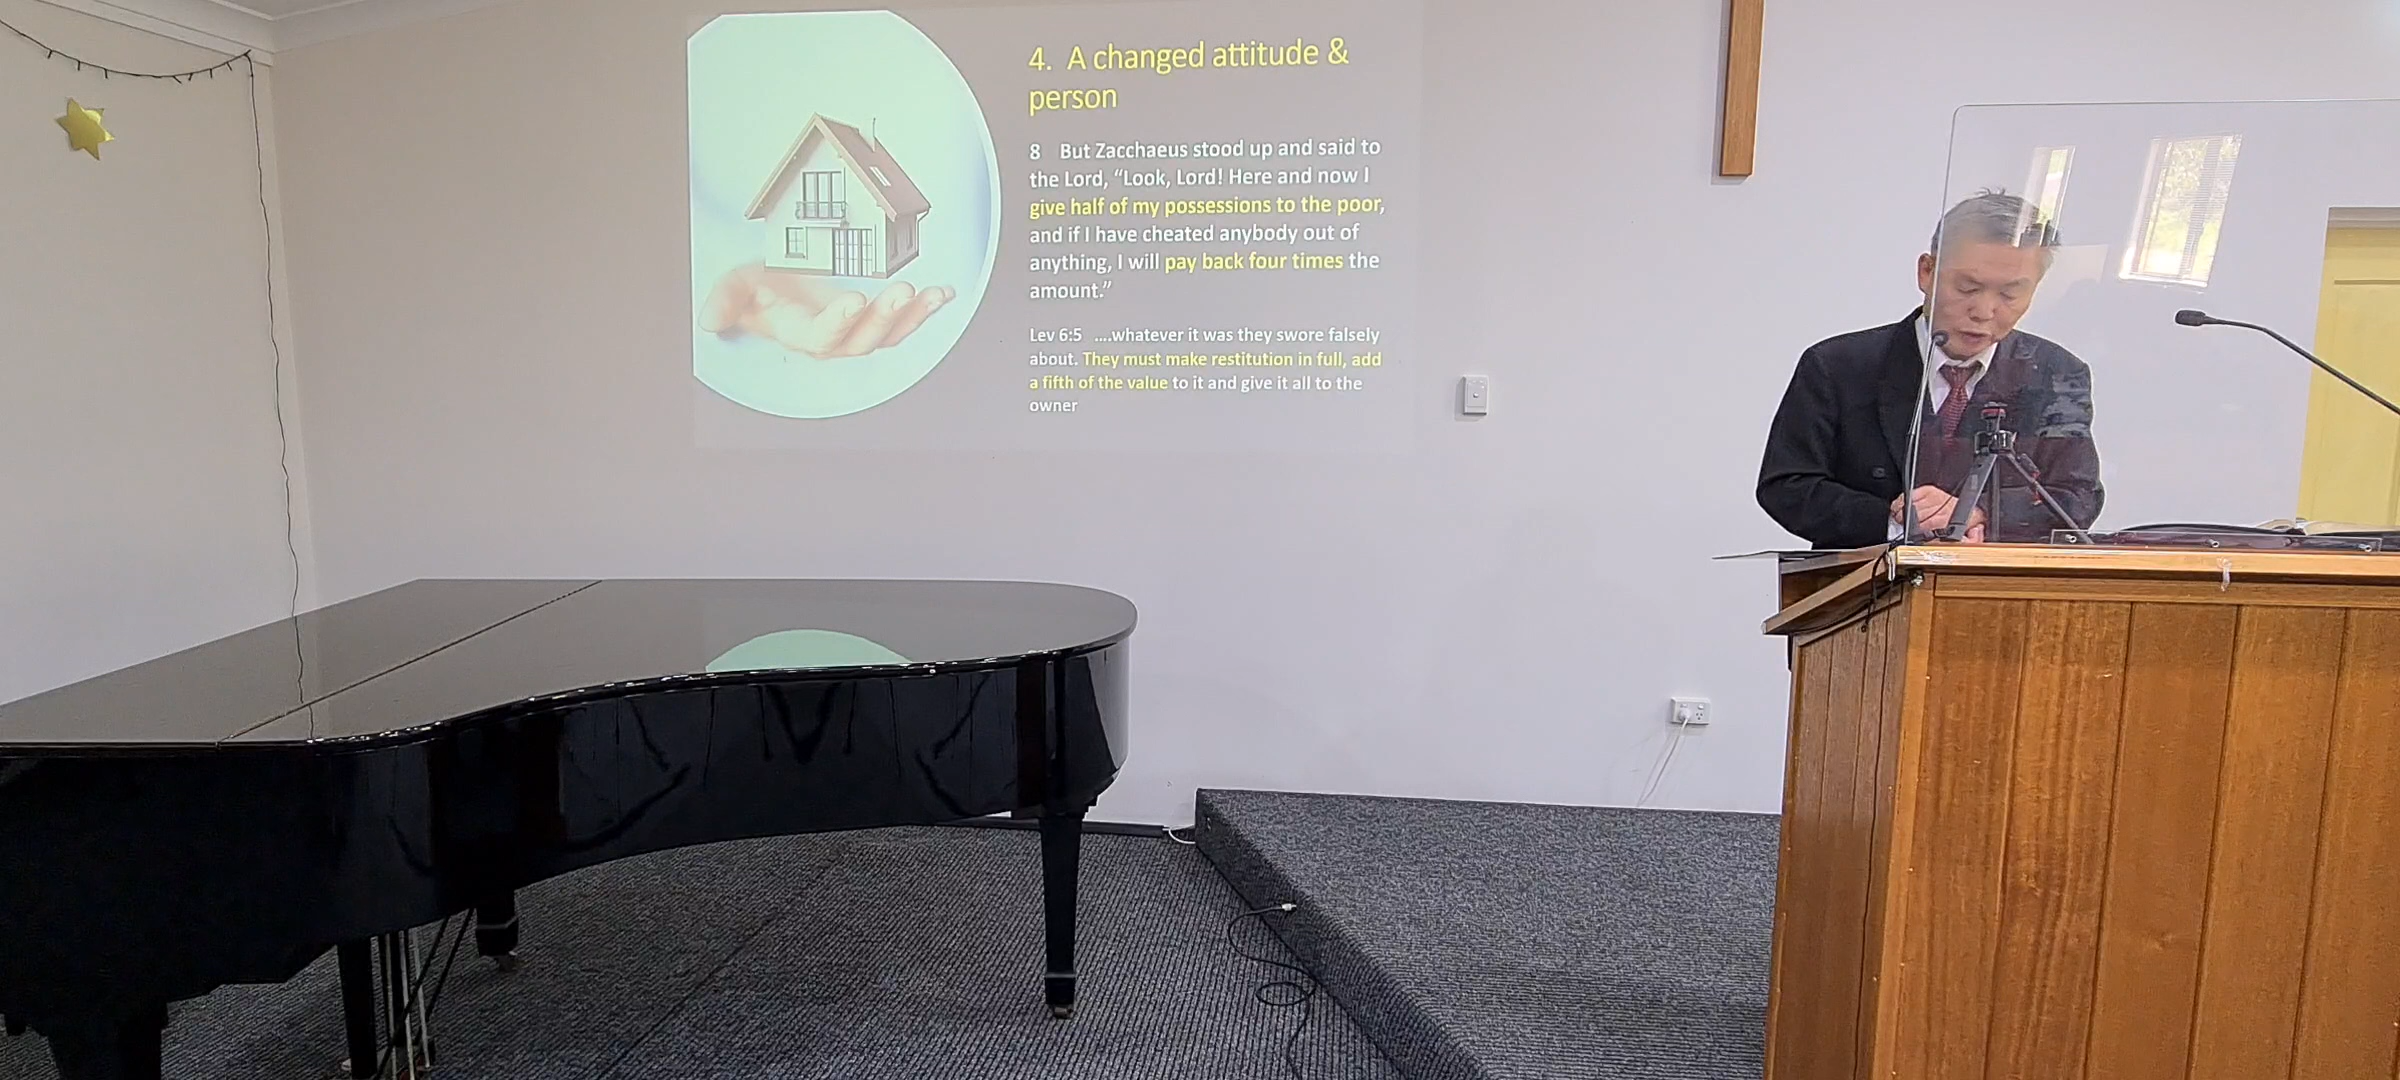 4. A changed attitude &
person
8 But Zacchaeus stood up and said to
the Lord, “Look, Lord! Here and now I
give half of my possessions to the poor,
and if I have cheated anybody out of
anything, I will pay back four times the
amount.”
Lev 6:5 ....whatever it was they swore falsely
about. They must make restitution in full, add
a fifth of the value to it and give it all to the
owner